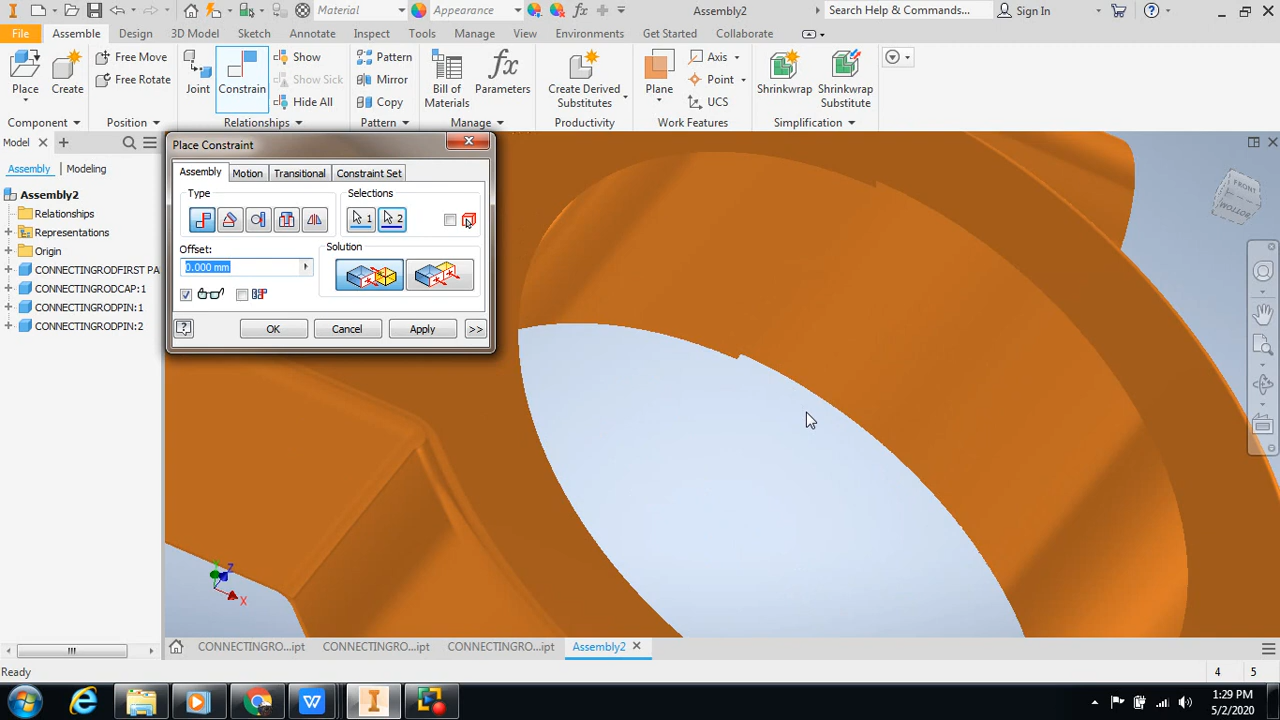 Material
Appearance
Assembly2
Search Help & Commands...
Sign In
File
Assemble
Design
3D Model
Sketch
Annotate
Inspect
Tools
Manage
View
Environments
Get Started
Collaborate
Place
Create
Free Move
Free Rotate
Joint
Constrain
Show
Show Sick
Hide All
Pattern
Mirror
Copy
Bill of
Materials
Parameters
Create Derived
Substitutes
Plane
Axis
Point
UCS
Shrinkwrap
Shrinkwrap
Substitute
Component
Position
Relationships
Pattern
Manage
Productivity
Work Features
Simplification
Model
Assembly
Modeling
Assembly2
Relationships
Representations
Origin
CONNECTINGRODFIRST PA
CONNECTINGRODCAP:1
CONNECTINGRODPIN:1
CONNECTINGRODPIN:2
Place Constraint
Assembly
Motion
Transitional
Constraint Set
Type
Selections
1
2
Offset:
0.000 mm
Solution
OK
Cancel
Apply
>>
FRONT
BOTTOM
Y
Z
X
CONNECTINGRO...ipt
CONNECTINGRO...ipt
CONNECTINGRO...ipt
Assembly2
Ready
4
5
1:29 PM
5/2/2020